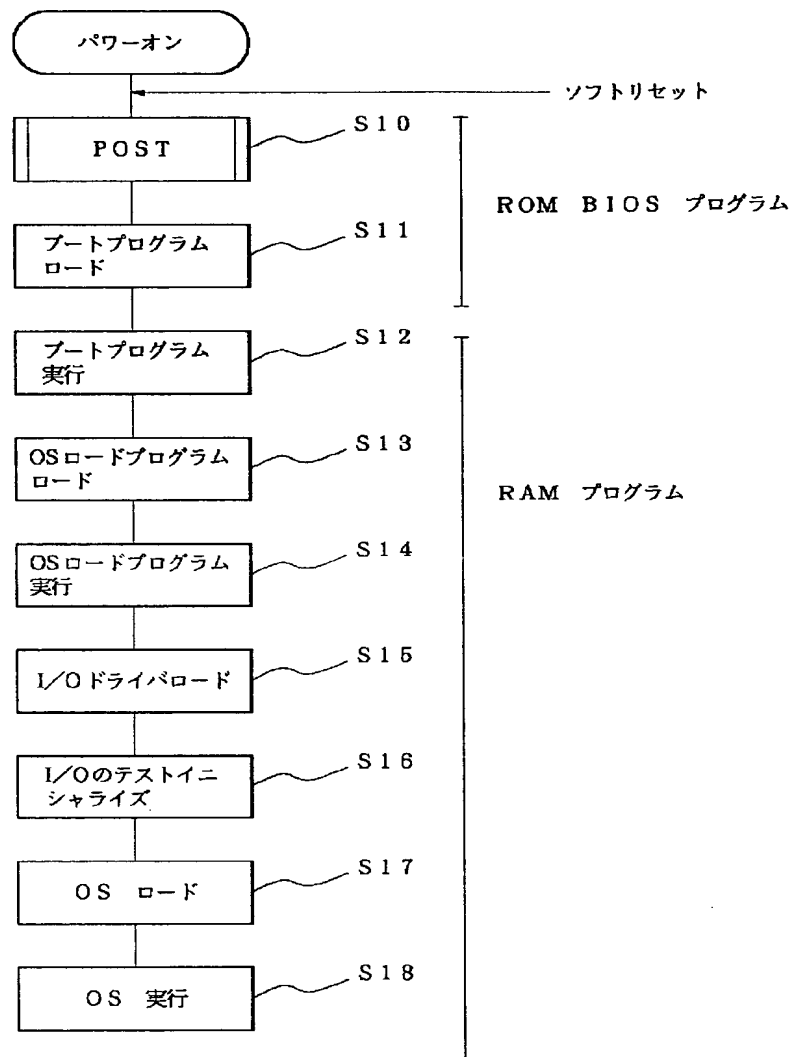 パワーオン
ソフトリセット
POST
S10
ROM BIOS プログラム
ブートプログラム
ロード
S11
ブートプログラム
実行
S12
OSロードプログラム
ロード
S13
RAM プログラム
OSロードプログラム
実行
S14
I/Oドライバロード
S15
I/Oのテストイニ
シャライズ
S16
OS ロード
S17
OS 実行
S18